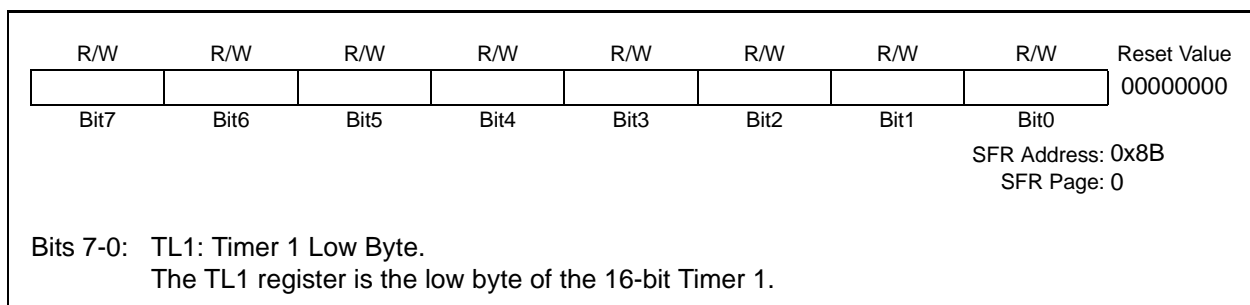 R/W R/W R/W R/W R/W R/W R/W R/W Reset Value
00000000
Bit7 Bit6 Bit5 Bit4 Bit3 Bit2 Bit1 Bit0
SFR Address: 0x8B
SFR Page: 0
Bits 7-0: TL1: Timer 1 Low Byte.
The TL1 register is the low byte of the 16-bit Timer 1.